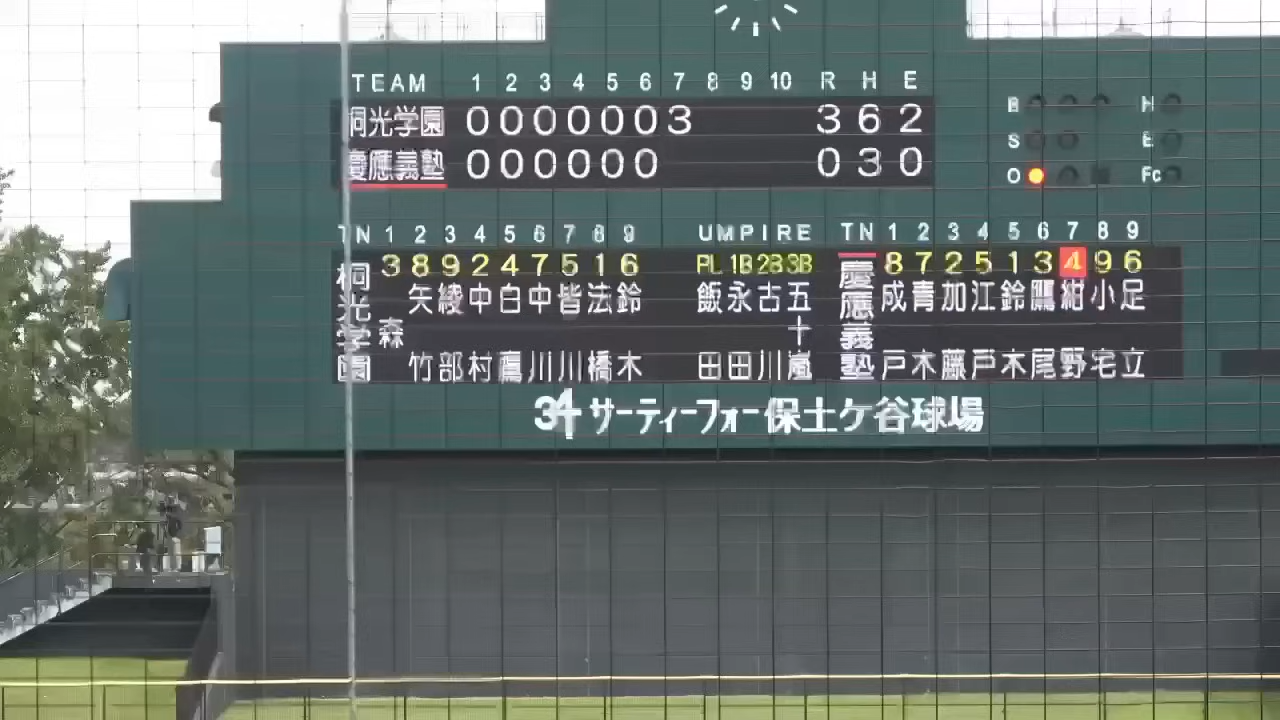 TEAM 1 2 3 4 5 6 7 8 9 10 R H E
桐光学園 0 0 0 0 0 0 3 3 6 2
慶應義塾 0 0 0 0 0 0 0 3 0
B H
S E
O Fc
TN 1 2 3 4 5 6 7 8 9 UMPIRE TN 1 2 3 4 5 6 7 8 9
桐光学園 3 8 9 2 4 7 5 1 6 PL 1B 2B 3B 慶應義塾 8 7 2 5 1 3 4 9 6
森 矢竹 綾部 中村 白鷹 中川 皆川 法橋 鈴木 飯田 永田 古川 五十嵐 成戸 青木 加藤 江戸 鈴木 鷹尾 紺野 小宅 足立
34 サーティーフォー保土ケ谷球場